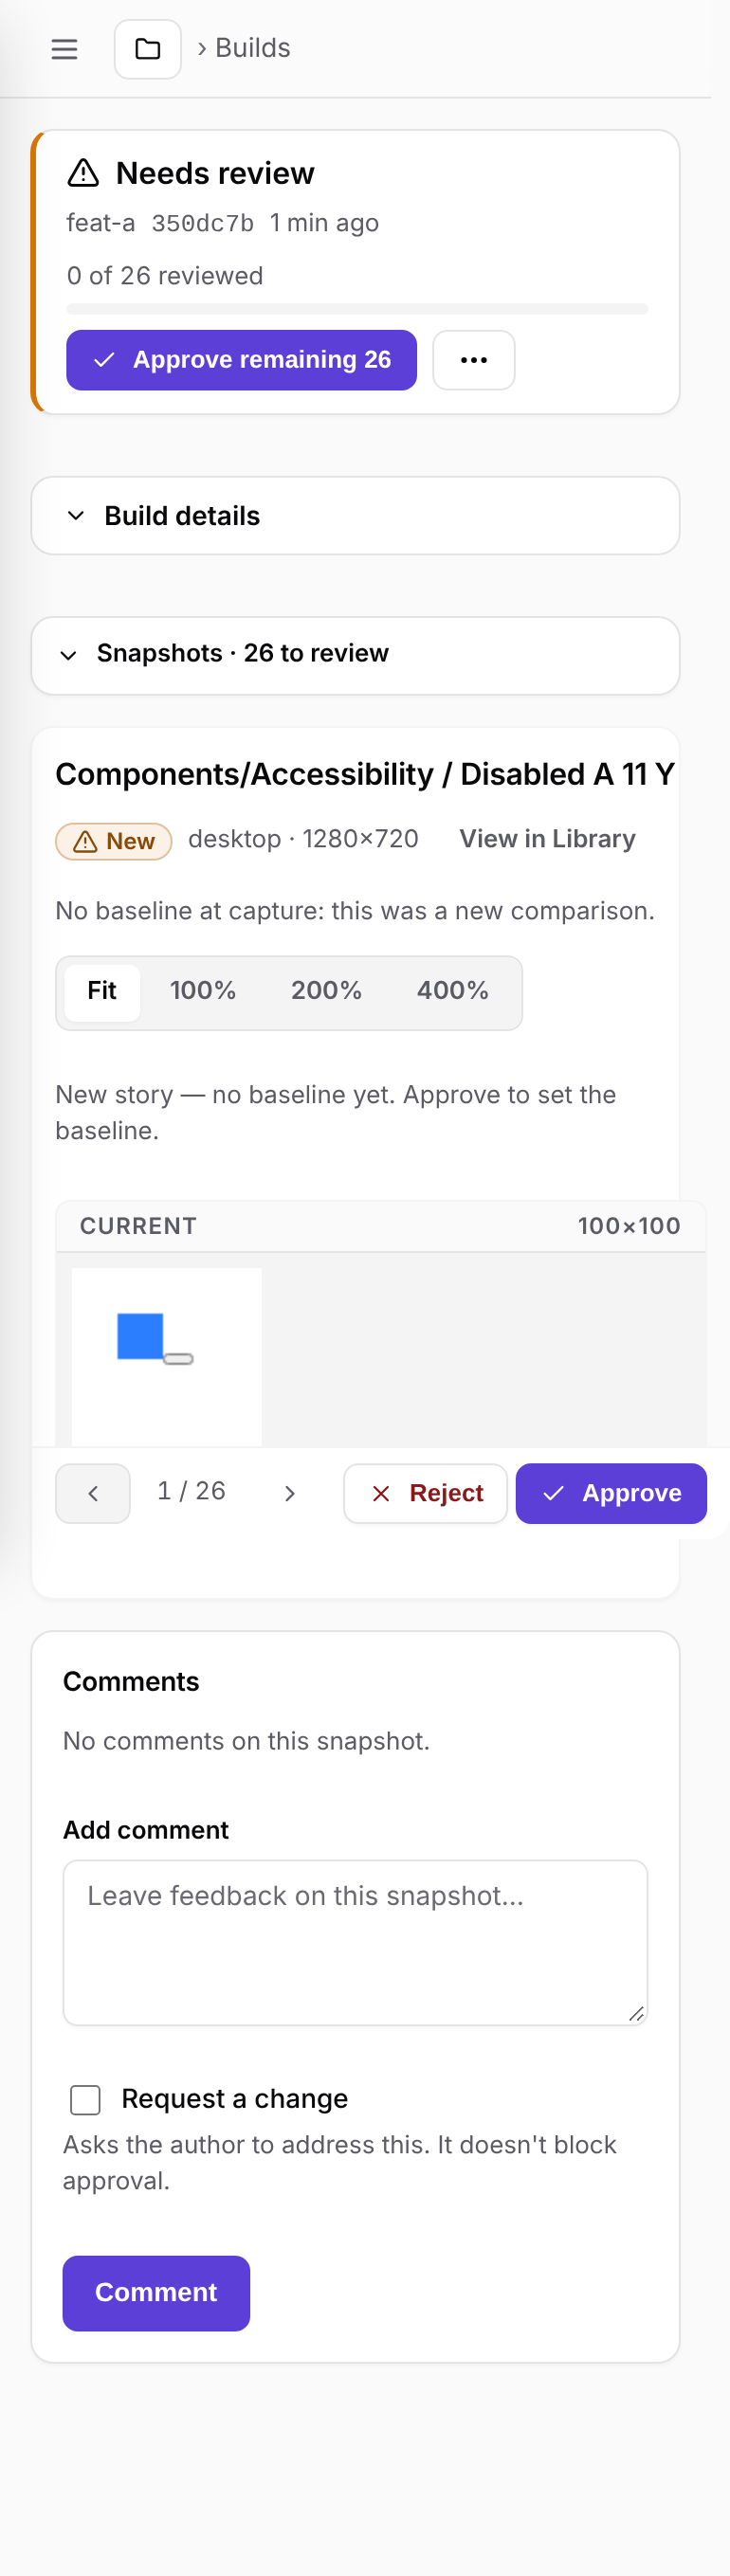 › Builds
Needs review
feat-a 350dc7b 1 min ago
0 of 26 reviewed
Approve remaining 26
Build details
Snapshots · 26 to review
Components/Accessibility / Disabled A 11 Y
New desktop · 1280×720 View in Library
No baseline at capture: this was a new comparison.
Fit 100% 200% 400%
New story — no baseline yet. Approve to set the
baseline.
CURRENT 100×100
1 / 26 Reject Approve
Comments
No comments on this snapshot.
Add comment
Leave feedback on this snapshot...
Request a change
Asks the author to address this. It doesn't block
approval.
Comment